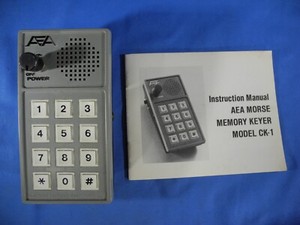 AEA
POWER
1 2 3
4 5 6
7 8 9
* 0 #
Instruction Manual
AEA MORSE
MEMORY KEYER
MODEL CK-1